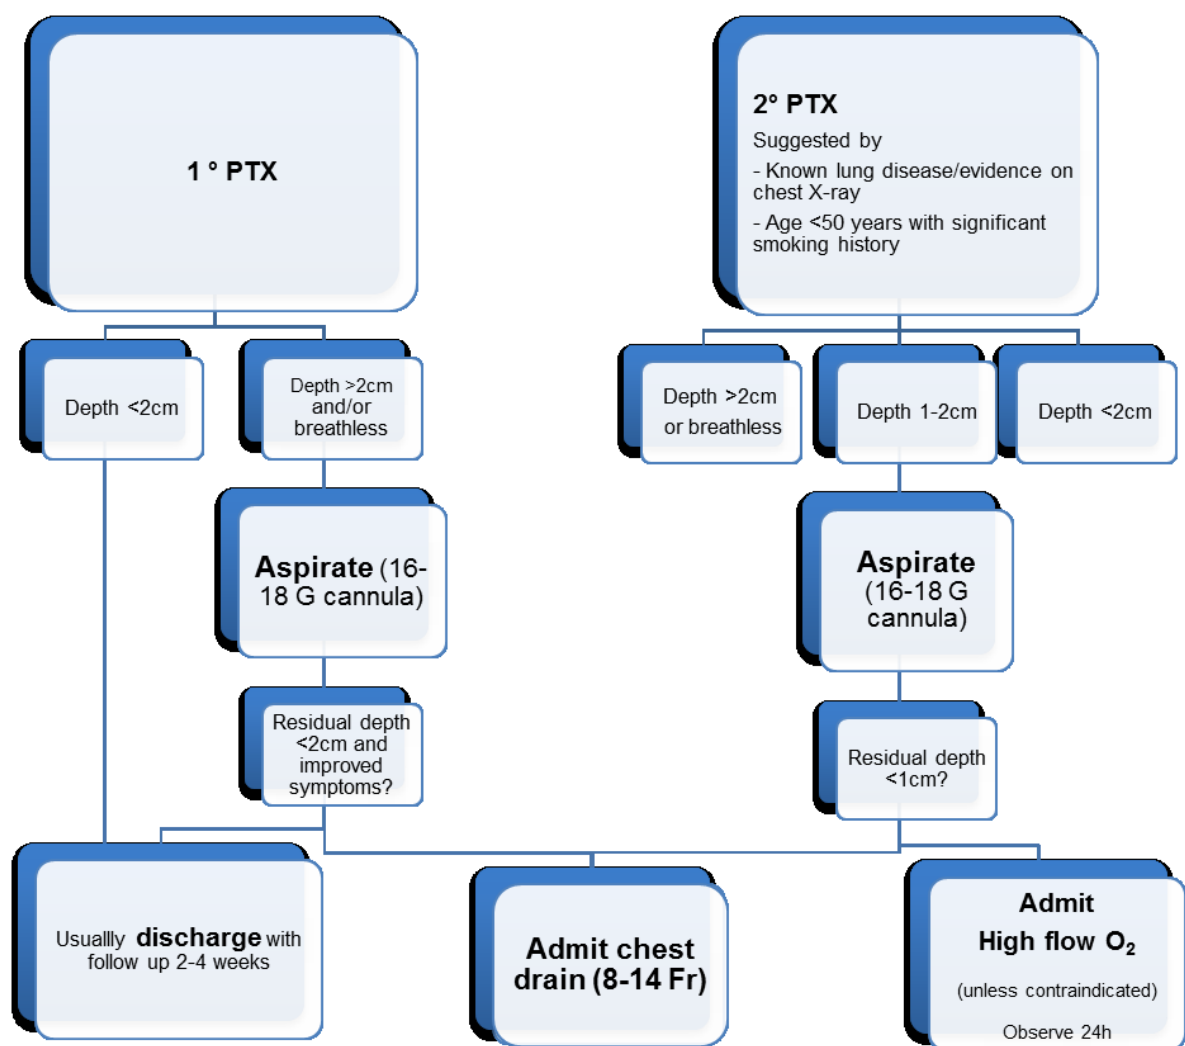 1 ° PTX
2° PTX
Suggested by
- Known lung disease/evidence on
chest X-ray
- Age <50 years with significant
smoking history
Depth <2cm
Depth >2cm
and/or
breathless
Depth >2cm
or breathless
Depth 1-2cm
Depth <2cm
Aspirate (16-
18 G cannula)
Aspirate
(16-18 G
cannula)
Residual depth
<2cm and
improved
symptoms?
Residual depth
<1cm?
Usuallly discharge with
follow up 2-4 weeks
Admit chest
drain (8-14 Fr)
Admit
High flow O₂
(unless contraindicated)
Observe 24h